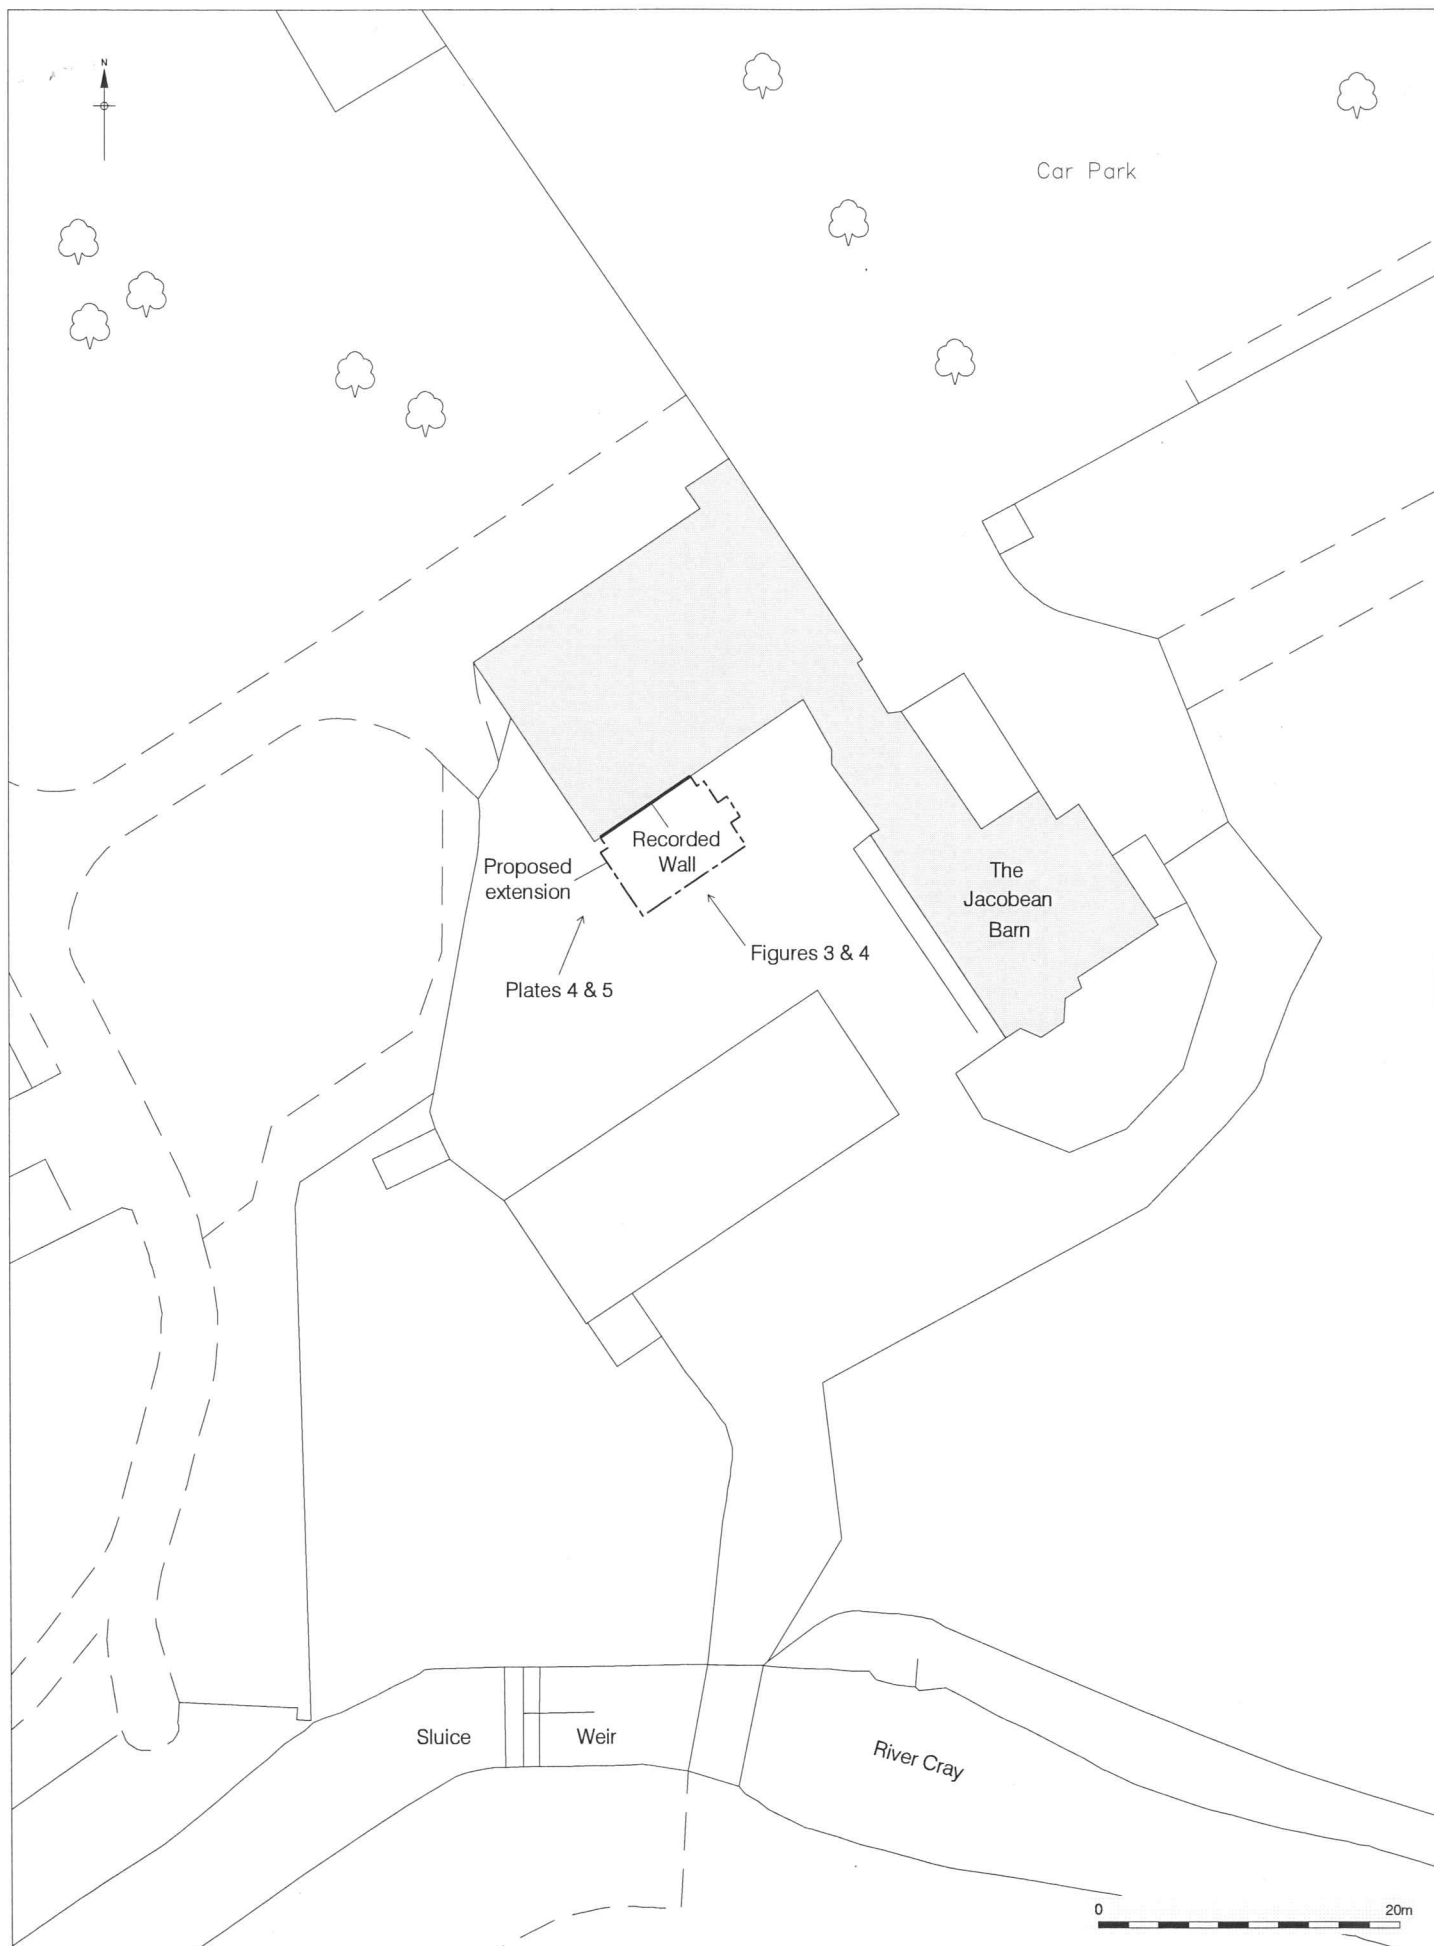 N
Car Park
Recorded
Wall
Proposed
extension
The
Jacobean
Barn
Figures 3 & 4
Plates 4 & 5
Sluice
Weir
River Cray
0 20m